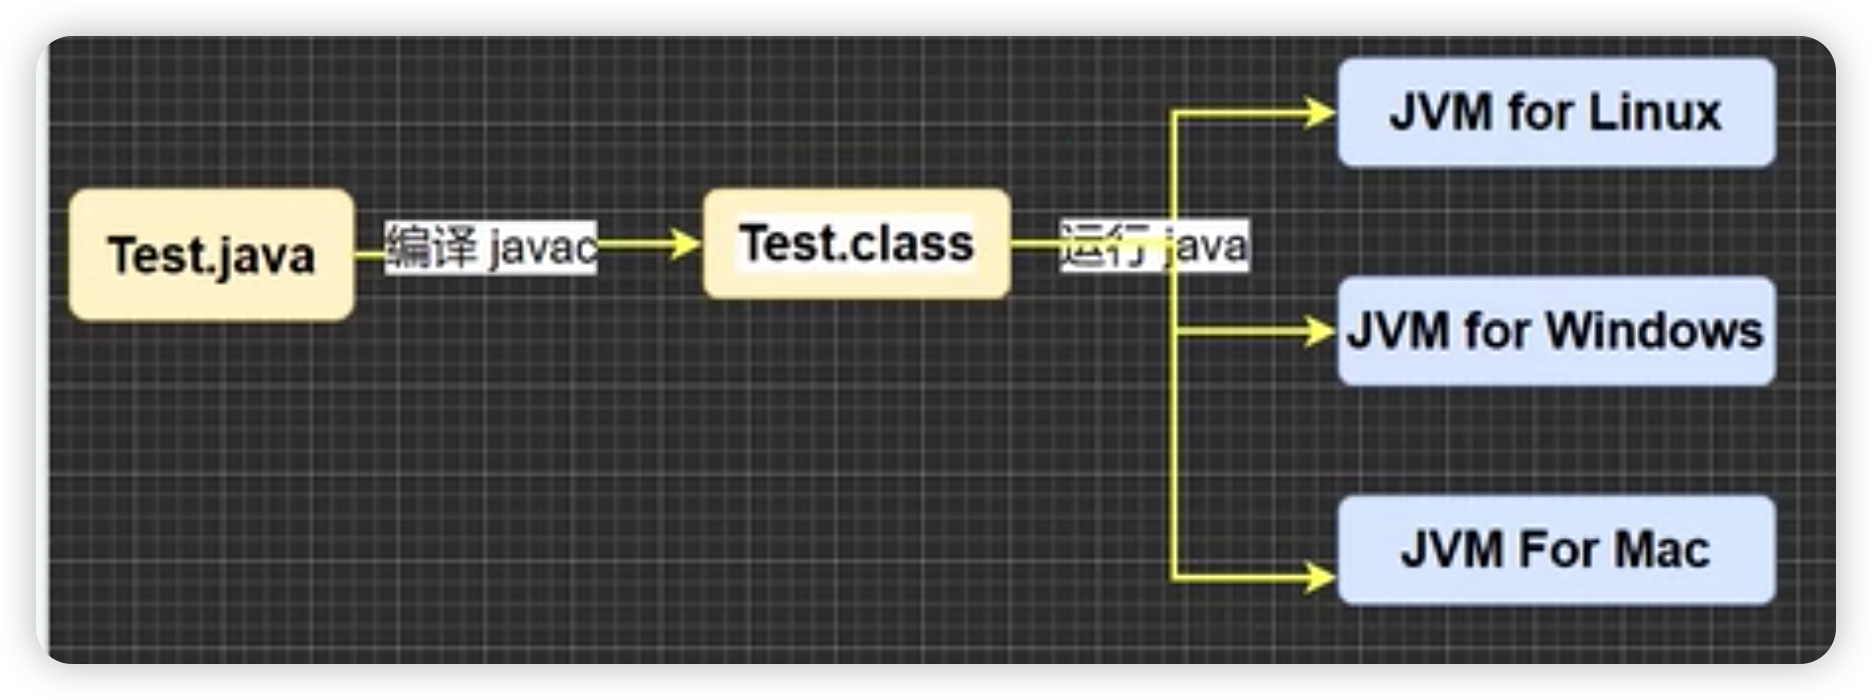 Test.java
编译 javac
Test.class
运行 java
JVM for Linux
JVM for Windows
JVM For Mac